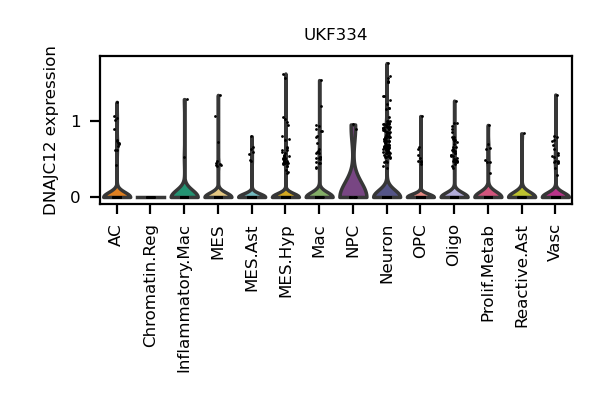 UKF334
DNAJC12 expression
1
0
AC
Chromatin.Reg
Inflammatory.Mac
MES
MES.Ast
MES.Hyp
Mac
NPC
Neuron
OPC
Oligo
Prolif.Metab
Reactive.Ast
Vasc